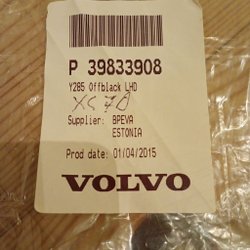 P 39833908
Y285 Offblack LHD
XC70
Supplier: BPEVA
ESTONIA
Prod date: 01/04/2015
VOLVO